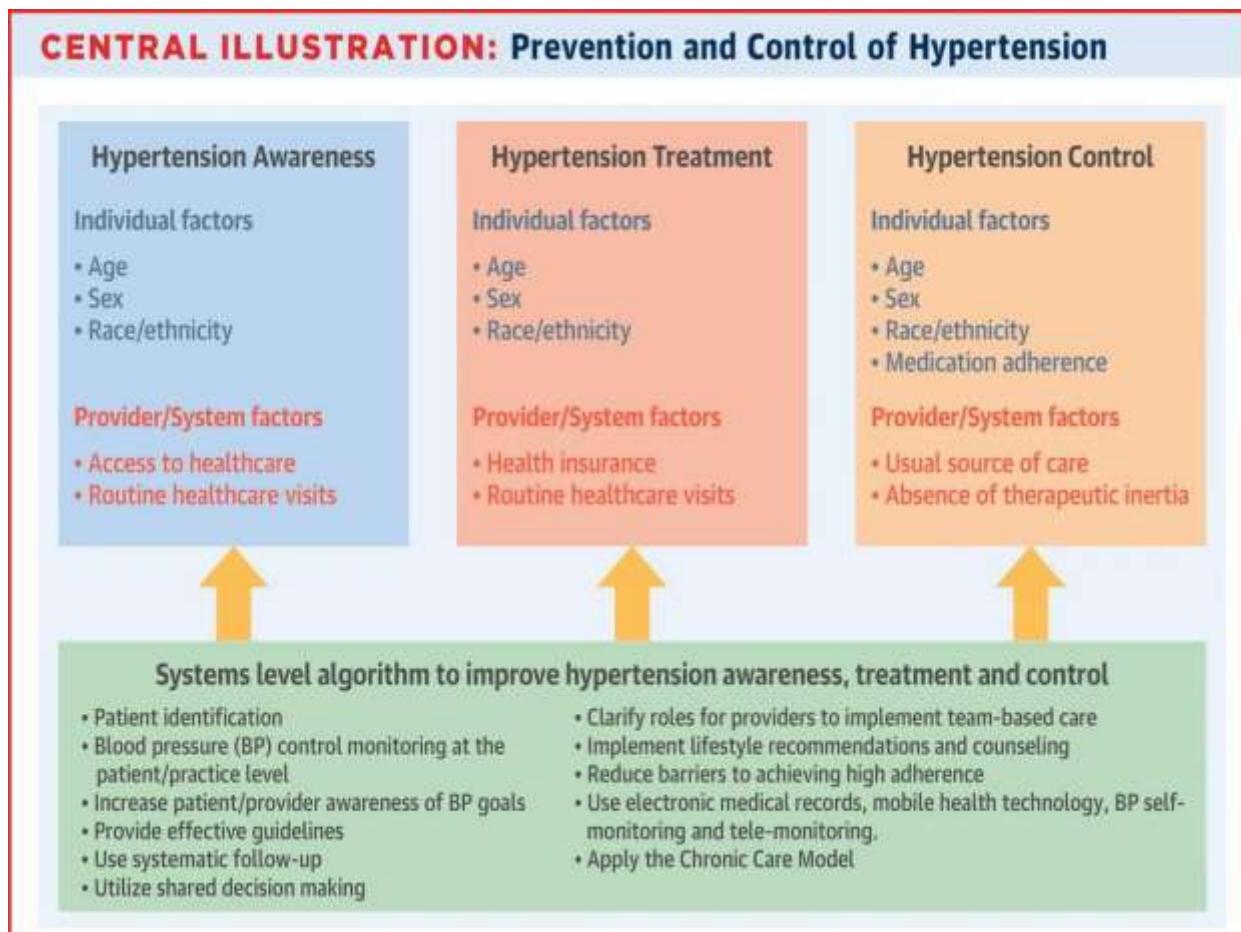 CENTRAL ILLUSTRATION: Prevention and Control of Hypertension
Hypertension Awareness
Individual factors
• Age
• Sex
• Race/ethnicity
Provider/System factors
• Access to healthcare
• Routine healthcare visits
Hypertension Treatment
Individual factors
• Age
• Sex
• Race/ethnicity
Provider/System factors
• Health insurance
• Routine healthcare visits
Hypertension Control
Individual factors
• Age
• Sex
• Race/ethnicity
• Medication adherence
Provider/System factors
• Usual source of care
• Absence of therapeutic inertia
Systems level algorithm to improve hypertension awareness, treatment and control
• Patient identification
• Blood pressure (BP) control monitoring at the
patient/practice level
• Increase patient/provider awareness of BP goals
• Provide effective guidelines
• Use systematic follow-up
• Utilize shared decision making
• Clarify roles for providers to implement team-based care
• Implement lifestyle recommendations and counseling
• Reduce barriers to achieving high adherence
• Use electronic medical records, mobile health technology, BP self-
monitoring and tele-monitoring.
• Apply the Chronic Care Model